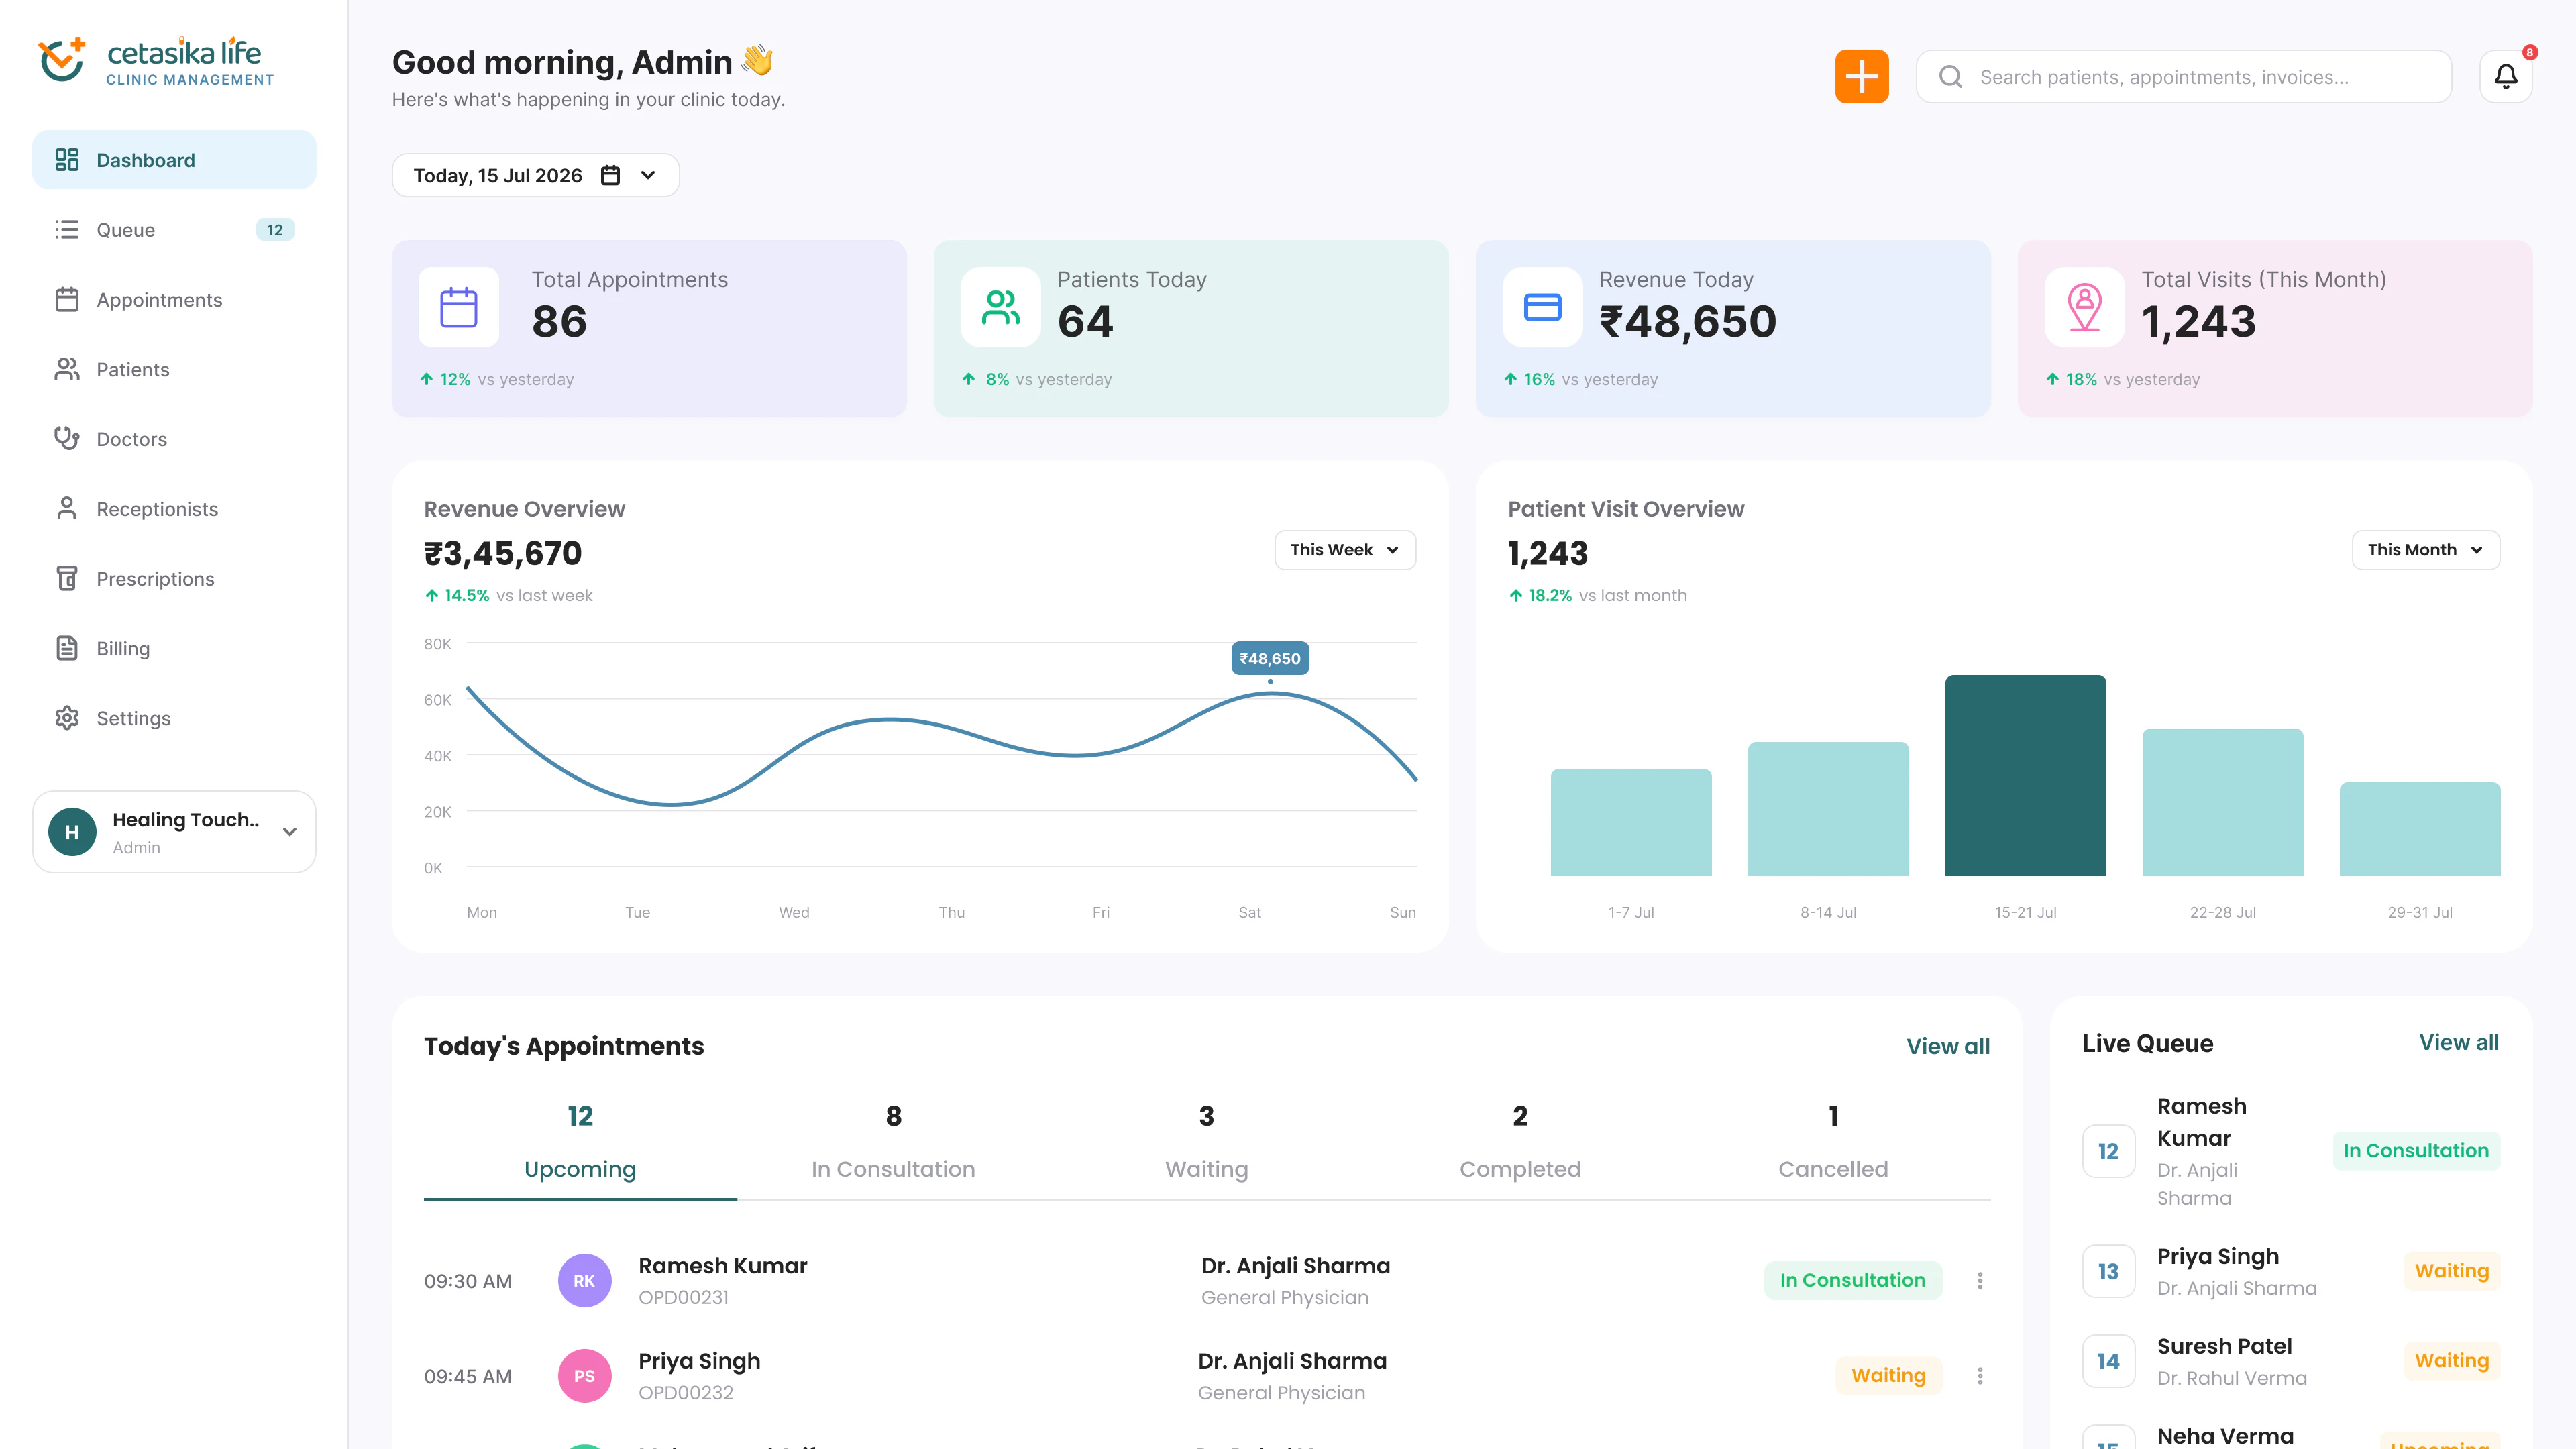 cetasika life
CLINIC MANAGEMENT
Dashboard
Queue 12
Appointments
Patients
Doctors
Receptionists
Prescriptions
Billing
Settings
H
Healing Touch..
Admin
Good morning, Admin 👋
Here's what's happening in your clinic today.
Search patients, appointments, invoices...
8
Today, 15 Jul 2026
Total Appointments
86
12% vs yesterday
Patients Today
64
8% vs yesterday
Revenue Today
₹48,650
16% vs yesterday
Total Visits (This Month)
1,243
18% vs yesterday
Revenue Overview
₹3,45,670
14.5% vs last week
This Week
80K
60K
40K
20K
0K
₹48,650
Mon Tue Wed Thu Fri Sat Sun
Patient Visit Overview
1,243
18.2% vs last month
This Month
1-7 Jul 8-14 Jul 15-21 Jul 22-28 Jul 29-31 Jul
Today's Appointments
View all
12 8 3 2 1
Upcoming In Consultation Waiting Completed Cancelled
09:30 AM
RK
Ramesh Kumar
OPD00231
Dr. Anjali Sharma
General Physician
In Consultation
09:45 AM
PS
Priya Singh
OPD00232
Dr. Anjali Sharma
General Physician
Waiting
Live Queue
View all
12
Ramesh
Kumar
Dr. Anjali
Sharma
In Consultation
13
Priya Singh
Dr. Anjali Sharma
Waiting
14
Suresh Patel
Dr. Rahul Verma
Waiting
Neha Verma